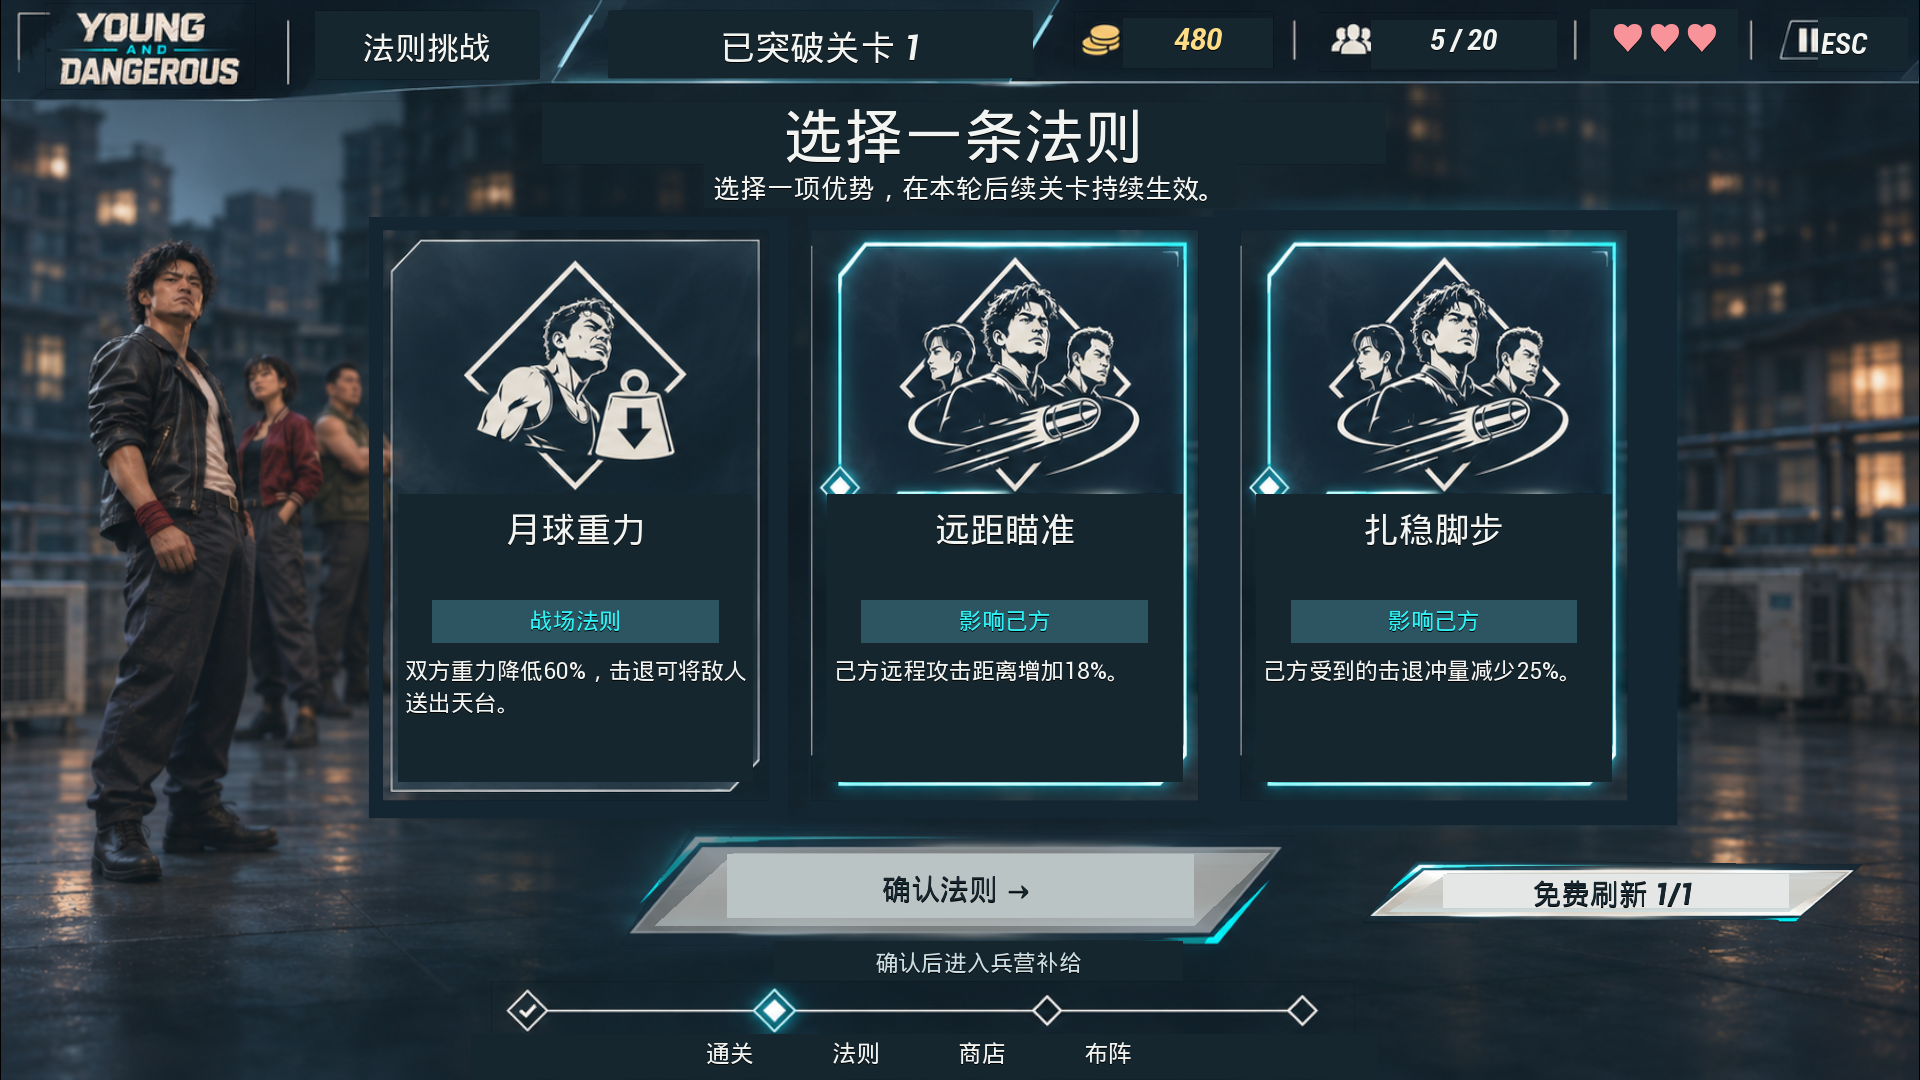 YOUNG
AND
DANGEROUS
法则挑战
已突破关卡 1
480
5/20
ESC
选择一条法则
选择一项优势，在本轮后续关卡持续生效。
月球重力
战场法则
双方重力降低60%，击退可将敌人
送出天台。
远距瞄准
影响己方
己方远程攻击距离增加18%。
扎稳脚步
影响己方
己方受到的击退冲量减少25%。
确认法则 →
免费刷新 1/1
确认后进入兵营补给
通关
法则
商店
布阵